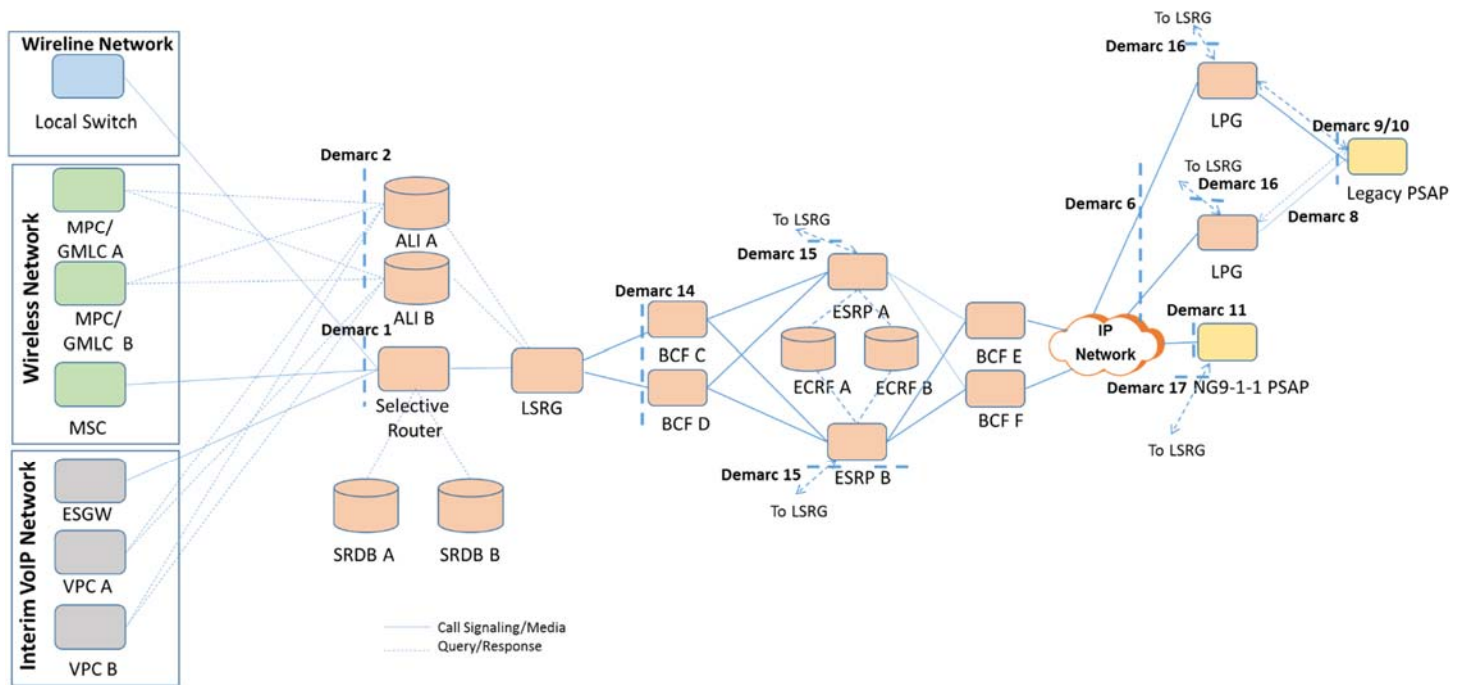 Wireline Network
Local Switch
Wireless Network
MPC/
GMLC A
MPC/
GMLC B
MSC
Interim VoIP Network
ESGW
VPC A
VPC B
Demarc 2
ALI A
ALI B
Demarc 1
Selective
Router
SRDB A
SRDB B
LSRG
Demarc 14
BCF C
BCF D
To LSRG
Demarc 15
ESRP A
ECRF A
ECRF B
Demarc 15
ESRP B
To LSRG
BCF E
BCF F
IP
Network
Demarc 6
To LSRG
Demarc 16
LPG
To LSRG
Demarc 16
LPG
Demarc 9/10
Legacy PSAP
Demarc 8
Demarc 11
Demarc 17
NG9-1-1 PSAP
To LSRG
Call Signaling/Media
Query/Response